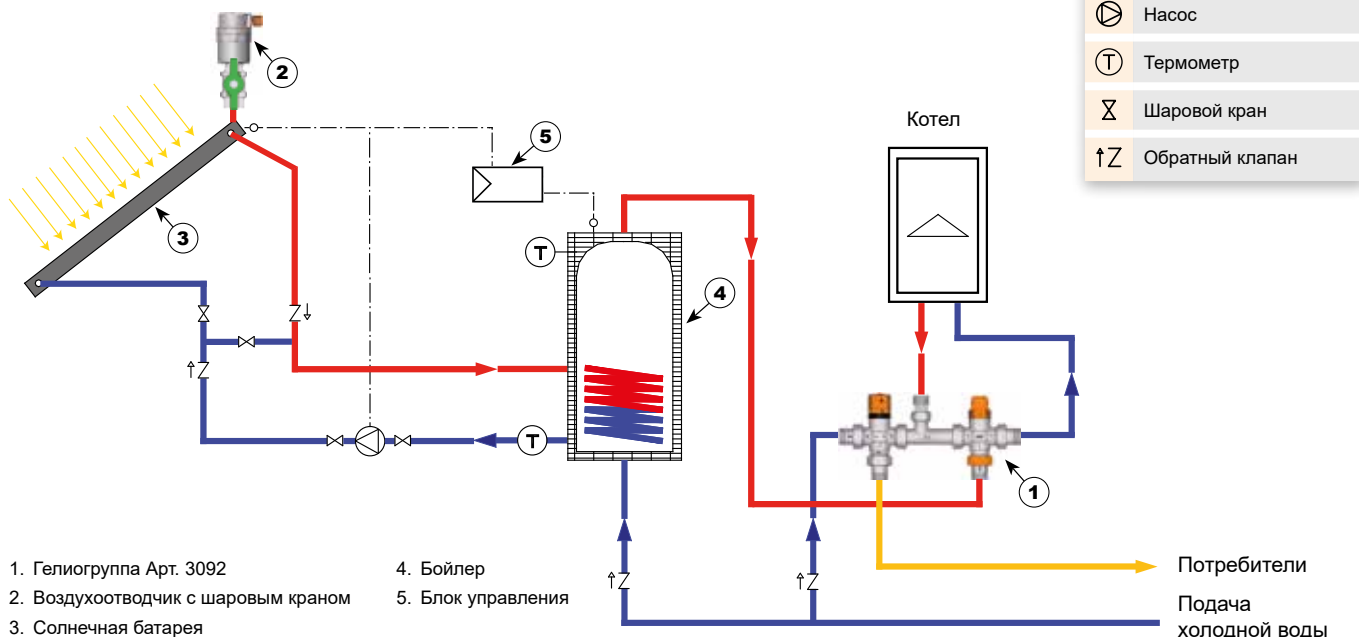 Насос
2
T Термометр
Шаровой кран
Котел
5
Обратный клапан
3
T
4
T
1
1. Гелиогруппа Арт. 3092
2. Воздухоотводчик с шаровым краном
3. Солнечная батарея
4. Бойлер
5. Блок управления
Потребители
Подача
холодной воды